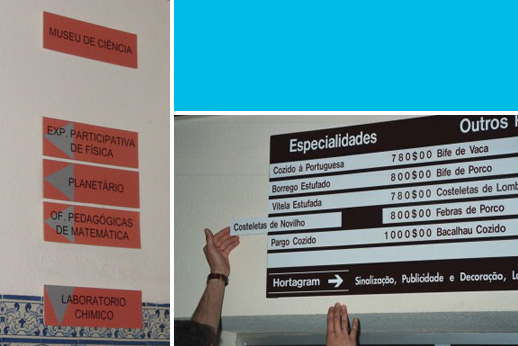 MUSEU DE CIÊNCIA
EXP. PARTICIPATIVA
DE FÍSICA
PLANETÁRIO
OF. PEDAGÓGICAS
DE MATEMÁTICA
LABORATORIO
CHIMICO
Especialidades Outros
Cozido à Portuguesa 780$00 Bife de Vaca
Borrego Estufado 800$00 Bife de Porco
Vitela Estufada 780$00 Costeletas de Lomb
Costeletas de Novilho 800$00 Febras de Porco
Pargo Cozido 1000$00 Bacalhau Cozido
Hortagram Sinalização, Publicidade e Decoração, L